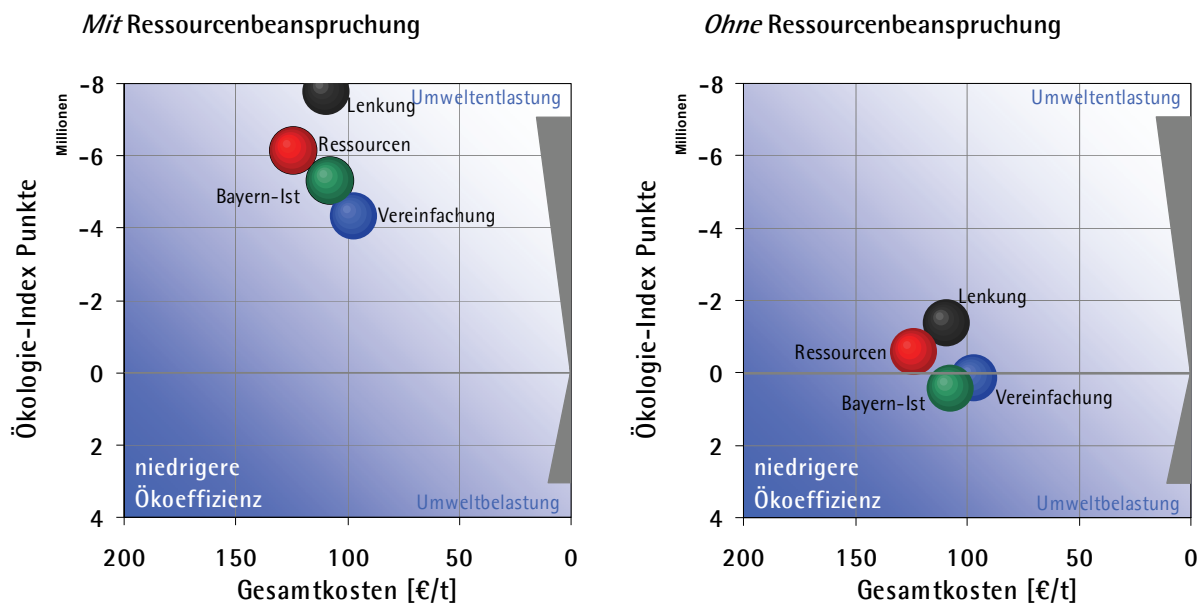 Mit Ressourcenbeanspruchung
Millionen
Ökologie-Index Punkte
-8
-6
-4
-2
0
2
4
Umweltentlastung
Lenkung
Ressourcen
Bayern-Ist
Vereinfachung
niedrigere
Ökoeffizienz
Umweltbelastung
200
150
100
50
0
Gesamtkosten [€/t]
Ohne Ressourcenbeanspruchung
Millionen
Ökologie-Index Punkte
-8
-6
-4
-2
0
2
4
Umweltentlastung
Lenkung
Ressourcen
Bayern-Ist
Vereinfachung
niedrigere
Ökoeffizienz
Umweltbelastung
200
150
100
50
0
Gesamtkosten [€/t]